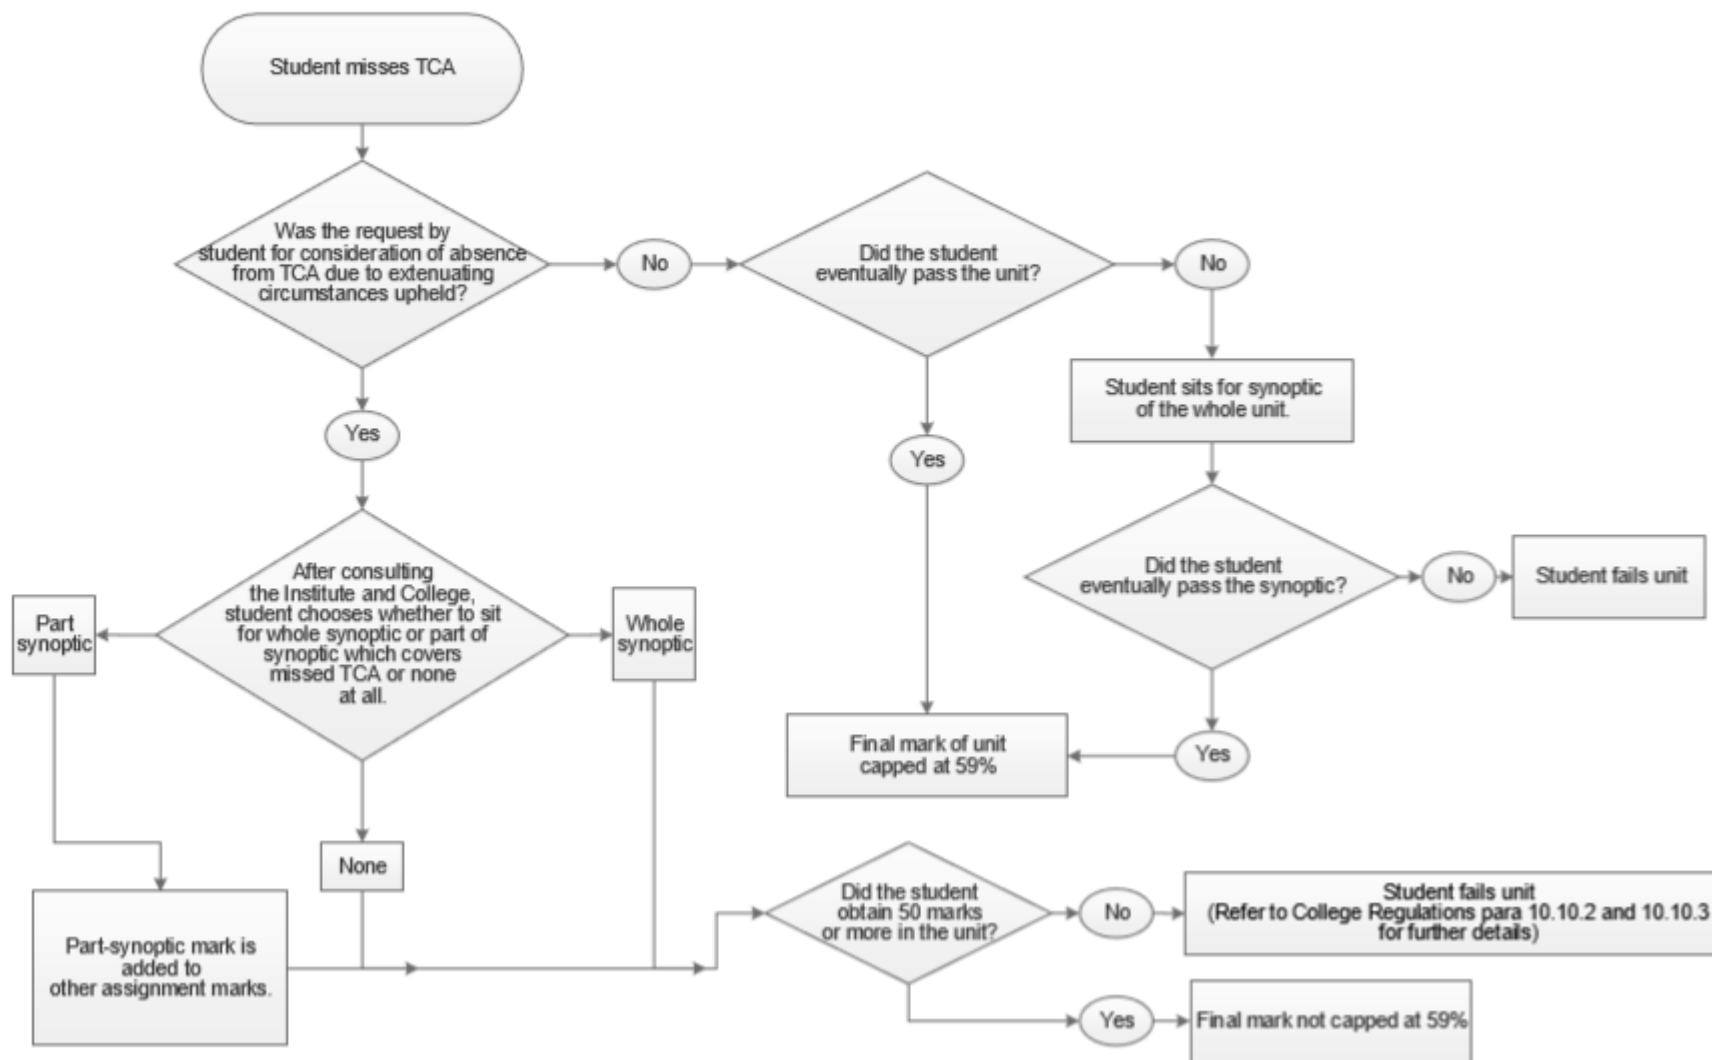 Student misses TCA
Was the request by
student for consideration of absence
from TCA due to extenuating
circumstances upheld?
No
Did the student
eventually pass the unit?
No
Yes
Yes
Student sits for synoptic
of the whole unit.
Did the student
eventually pass the synoptic?
No
Student fails unit
Yes
Final mark of unit
capped at 59%
After consulting
the Institute and College,
student chooses whether to sit
for whole synoptic or part of
synoptic which covers
missed TCA or none
at all.
Part
synoptic
Whole
synoptic
None
Part-synoptic mark is
added to
other assignment marks.
Did the student
obtain 50 marks
or more in the unit?
No
Student fails unit
(Refer to College Regulations para 10.10.2 and 10.10.3
for further details)
Yes
Final mark not capped at 59%